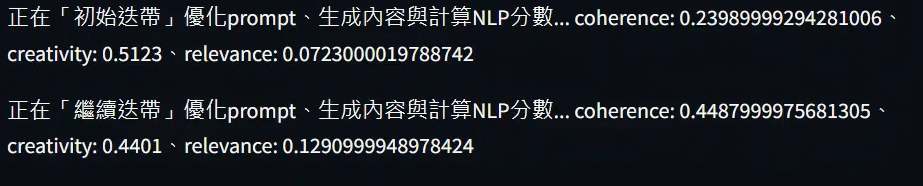 正在「初始迭帶」優化prompt、生成內容與計算NLP分數... coherence: 0.23989999294281006、
creativity: 0.5123、relevance: 0.0723000019788742
正在「繼續迭帶」優化prompt、生成內容與計算NLP分數... coherence: 0.4487999975681305、
creativity: 0.4401、relevance: 0.1290999948978424